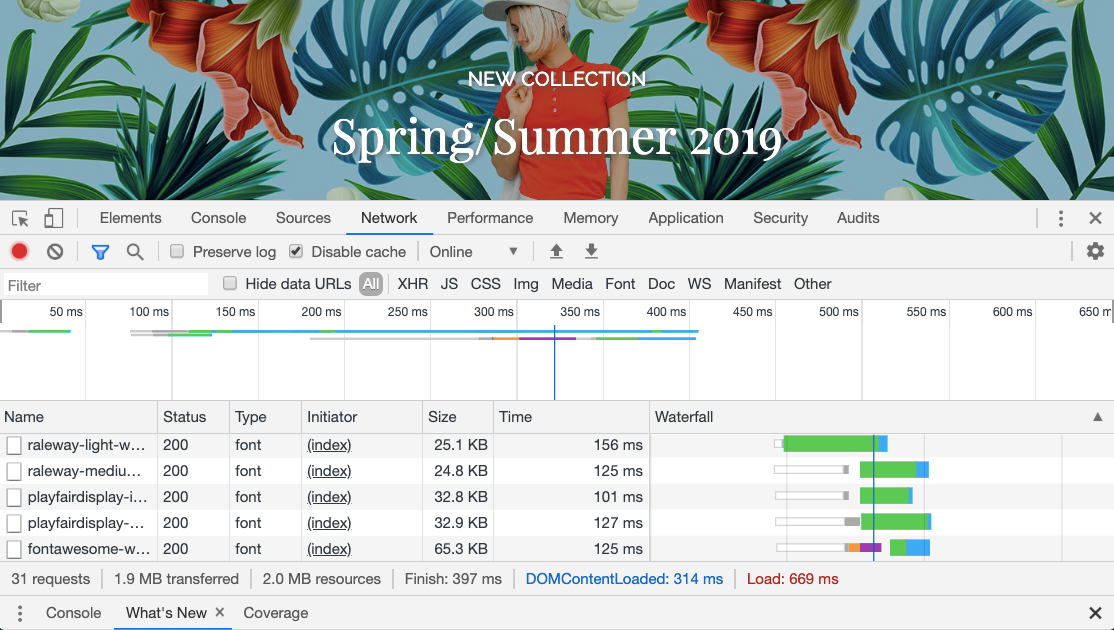 NEW COLLECTION
Spring/Summer 2019
Elements Console Sources Network Performance Memory Application Security Audits
Preserve log Disable cache Online
Filter Hide data URLs All XHR JS CSS Img Media Font Doc WS Manifest Other
50 ms 100 ms 150 ms 200 ms 250 ms 300 ms 350 ms 400 ms 450 ms 500 ms 550 ms 600 ms 650 m
Name Status Type Initiator Size Time Waterfall
raleway-light-w... 200 font (index) 25.1 KB 156 ms
raleway-mediu... 200 font (index) 24.8 KB 125 ms
playfairdisplay-i... 200 font (index) 32.8 KB 101 ms
playfairdisplay-... 200 font (index) 32.9 KB 127 ms
fontawesome-w... 200 font (index) 65.3 KB 125 ms
31 requests 1.9 MB transferred 2.0 MB resources Finish: 397 ms DOMContentLoaded: 314 ms Load: 669 ms
Console What's New × Coverage